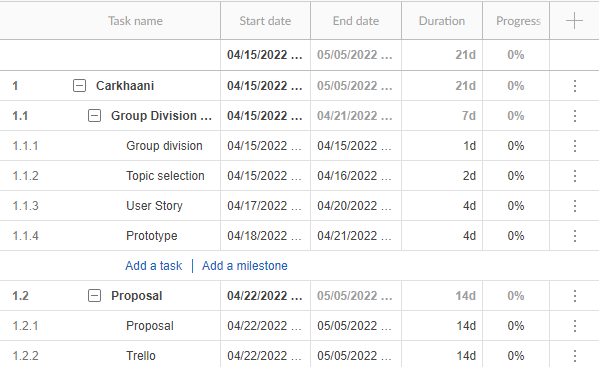 Task name Start date End date Duration Progress
04/15/2022 ... 05/05/2022 ... 21d 0%
1 Carkhaani 04/15/2022 ... 05/05/2022 ... 21d 0%
1.1 Group Division ... 04/15/2022 ... 04/21/2022 ... 7d 0%
1.1.1 Group division 04/15/2022 ... 04/15/2022 ... 1d 0%
1.1.2 Topic selection 04/15/2022 ... 04/16/2022 ... 2d 0%
1.1.3 User Story 04/17/2022 ... 04/20/2022 ... 4d 0%
1.1.4 Prototype 04/18/2022 ... 04/21/2022 ... 4d 0%
Add a task | Add a milestone
1.2 Proposal 04/22/2022 ... 05/05/2022 ... 14d 0%
1.2.1 Proposal 04/22/2022 ... 05/05/2022 ... 14d 0%
1.2.2 Trello 04/22/2022 ... 05/05/2022 ... 14d 0%